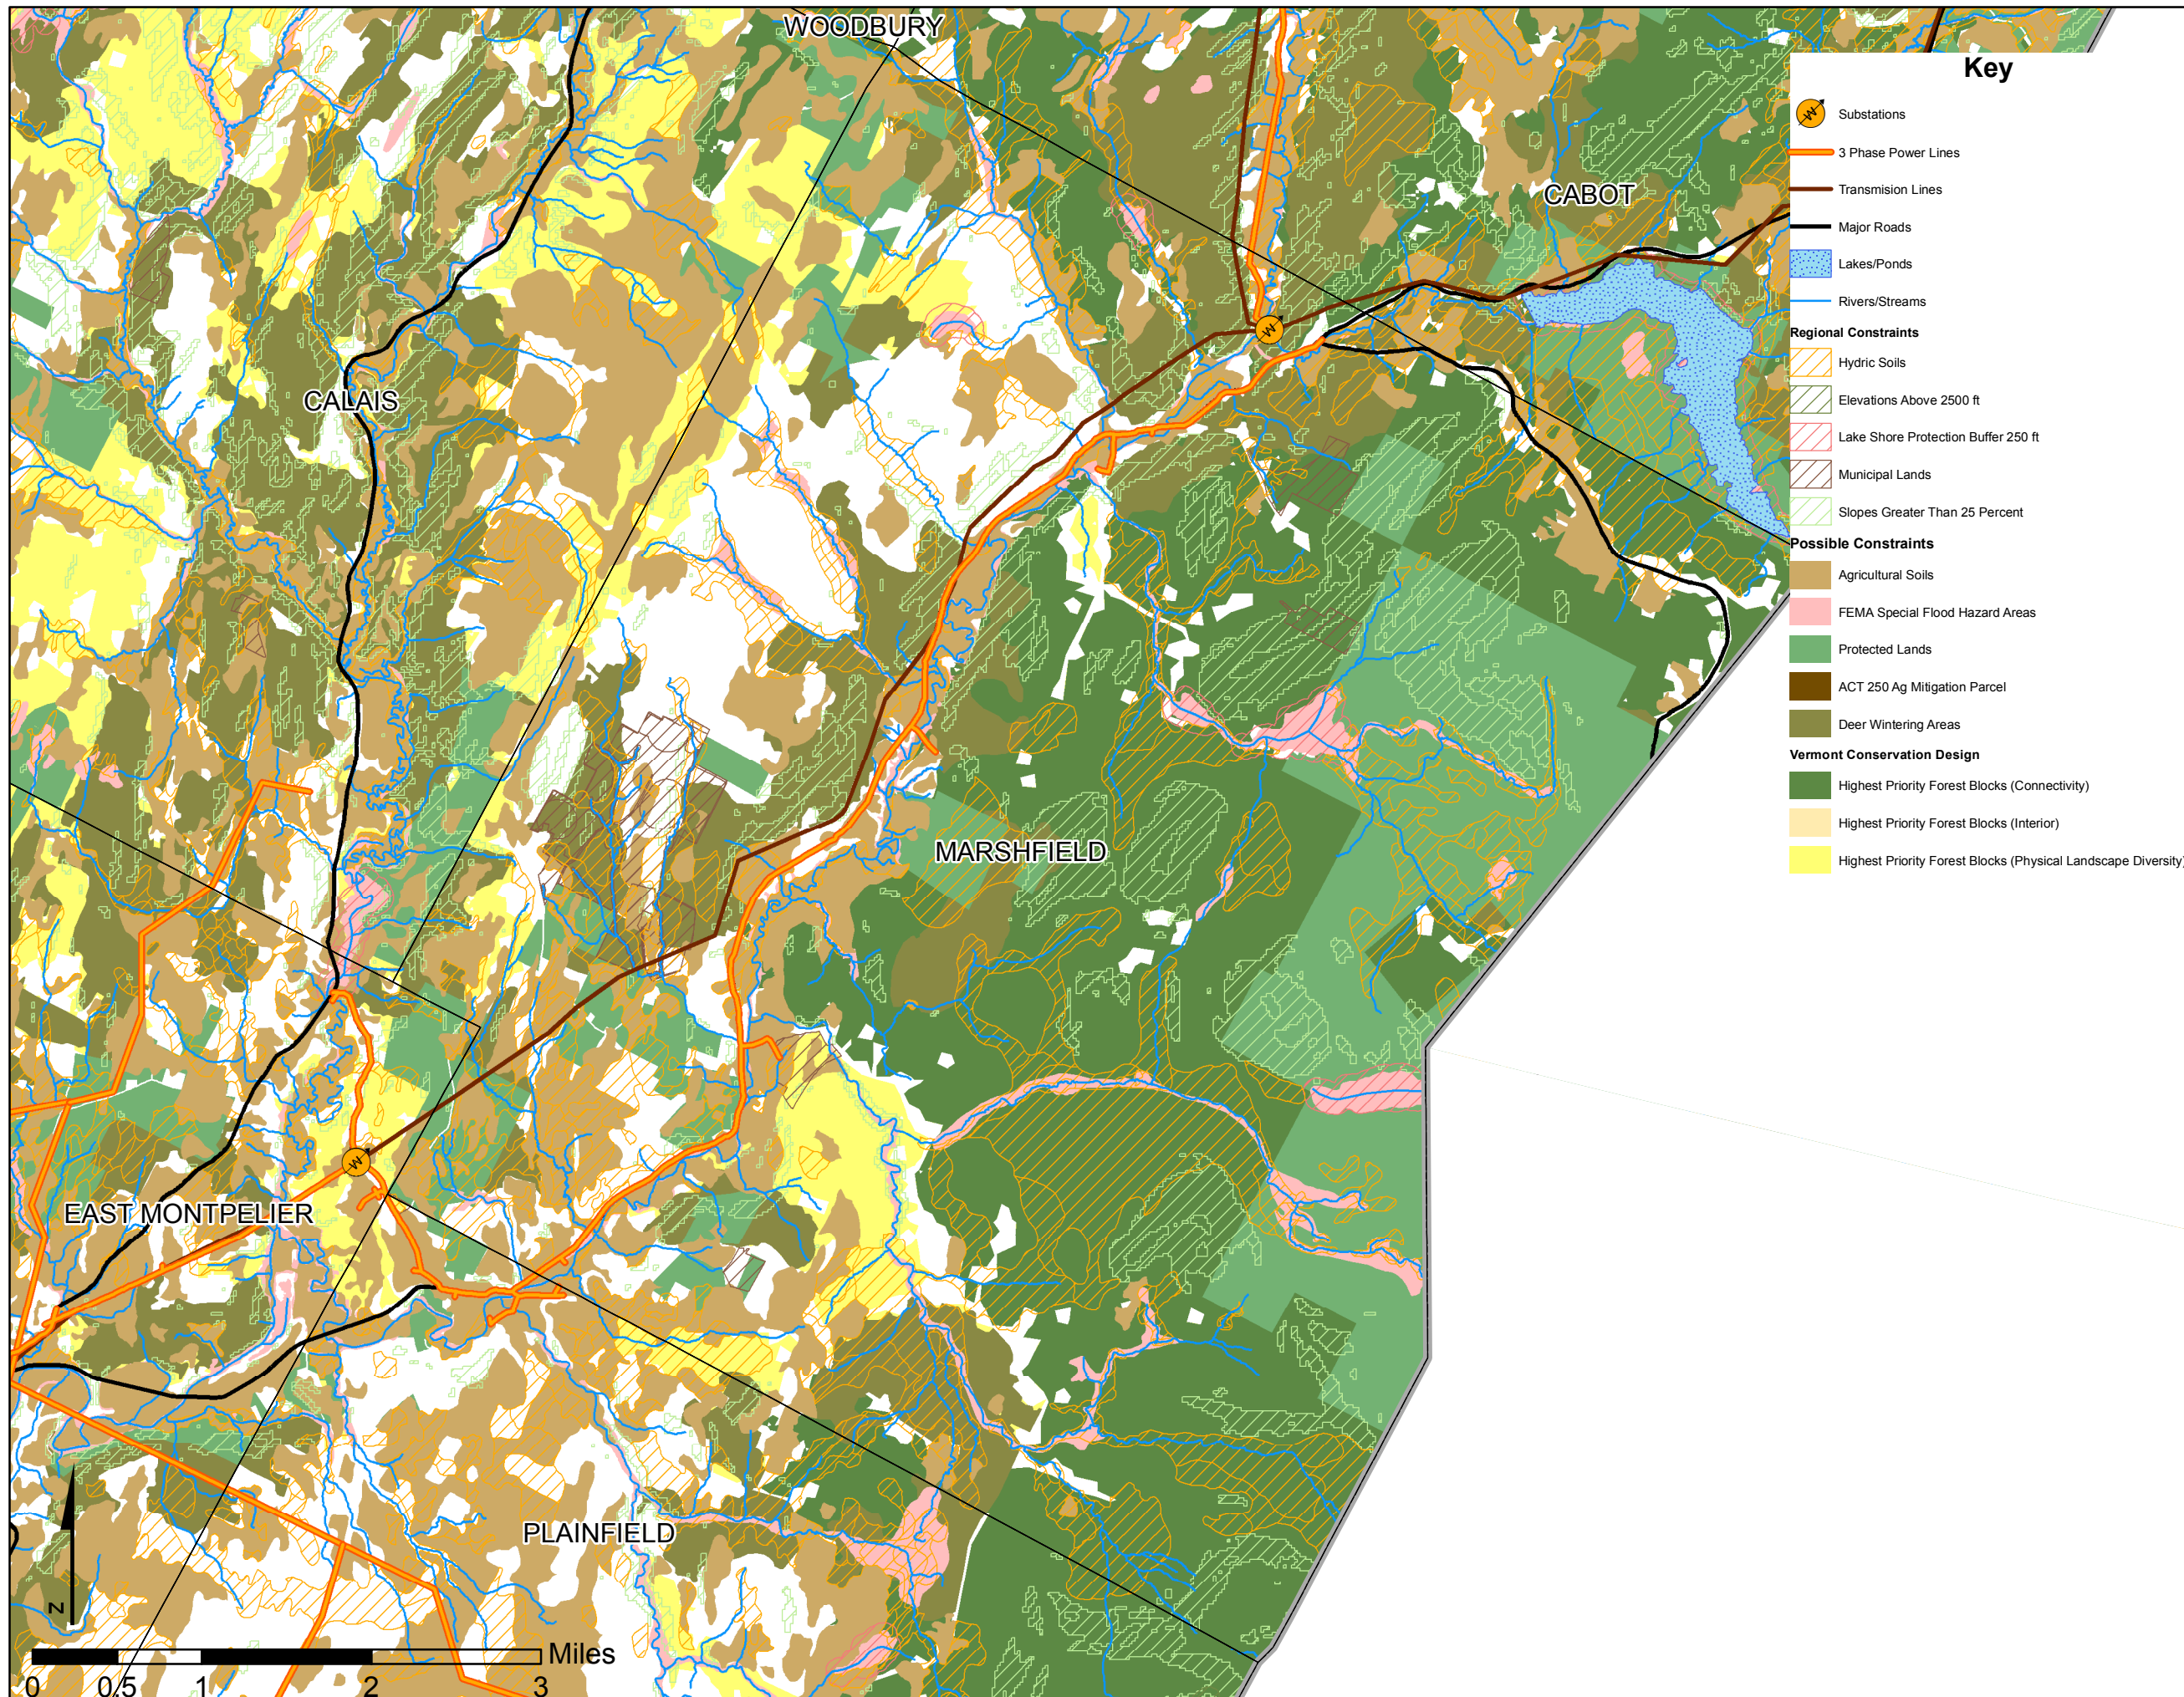 WOODBURY
CABOT
CALAIS
MARSHFIELD
EAST MONTPELIER
PLAINFIELD
Key
Substations
3 Phase Power Lines
Transmision Lines
Major Roads
Lakes/Ponds
Rivers/Streams
Regional Constraints
Hydric Soils
Elevations Above 2500 ft
Lake Shore Protection Buffer 250 ft
Municipal Lands
Slopes Greater Than 25 Percent
Possible Constraints
Agricultural Soils
FEMA Special Flood Hazard Areas
Protected Lands
ACT 250 Ag Mitigation Parcel
Deer Wintering Areas
Vermont Conservation Design
Highest Priority Forest Blocks (Connectivity)
Highest Priority Forest Blocks (Interior)
Highest Priority Forest Blocks (Physical Landscape Diversity)
N
Miles
0 0.5 1 2 3